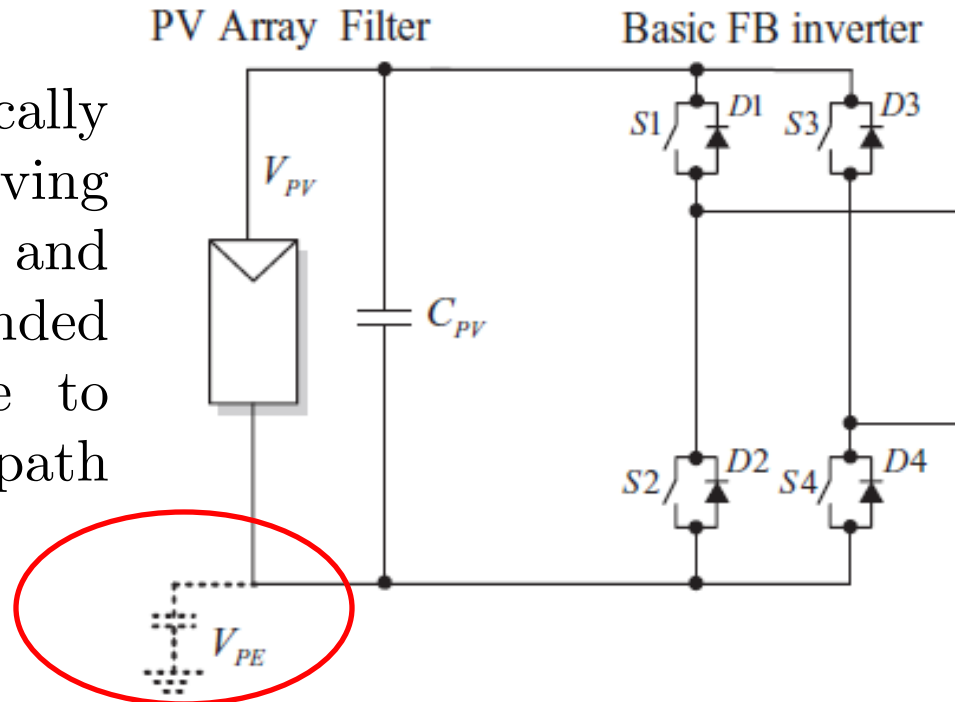 PV Array Filter
Basic FB inverter
cally
ving
and
nded
e to
path
V_PV
C_PV
S1
D1
S3
D3
S2
D2
S4
D4
V_PE